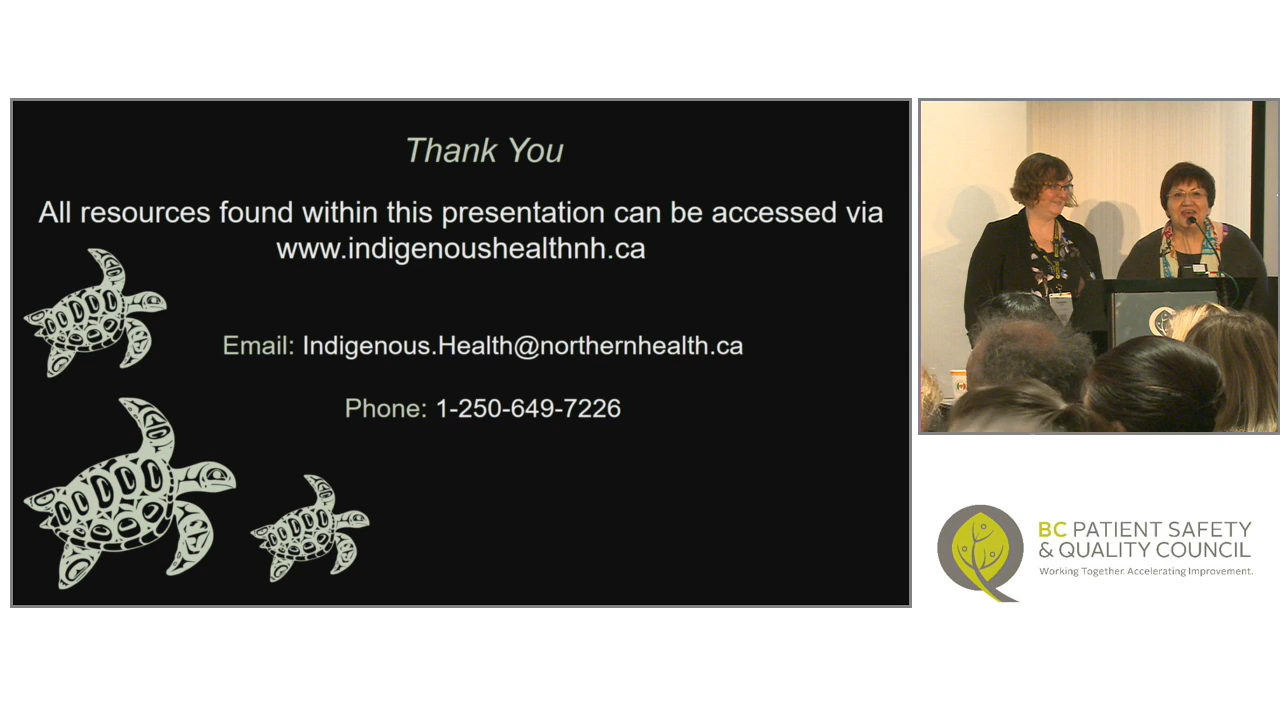 Thank You
All resources found within this presentation can be accessed via
www.indigenoushealthnh.ca
Email: Indigenous.Health@northernhealth.ca
Phone: 1-250-649-7226
BC PATIENT SAFETY
& QUALITY COUNCIL
Working Together. Accelerating Improvement.